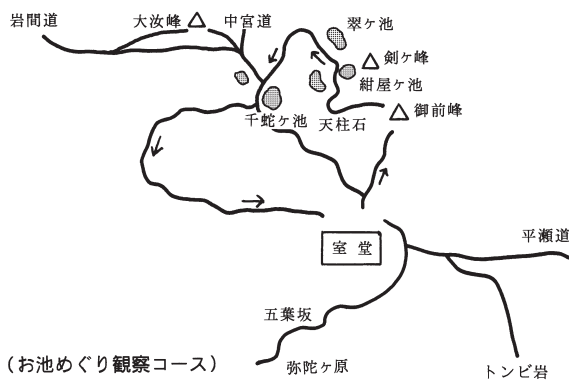 岩間道
大汝峰
中宮道
翠ヶ池
剣ヶ峰
紺屋ヶ池
御前峰
千蛇ヶ池
天柱石
室堂
平瀬道
五葉坂
弥陀ヶ原
トンビ岩
(お池めぐり観察コース)